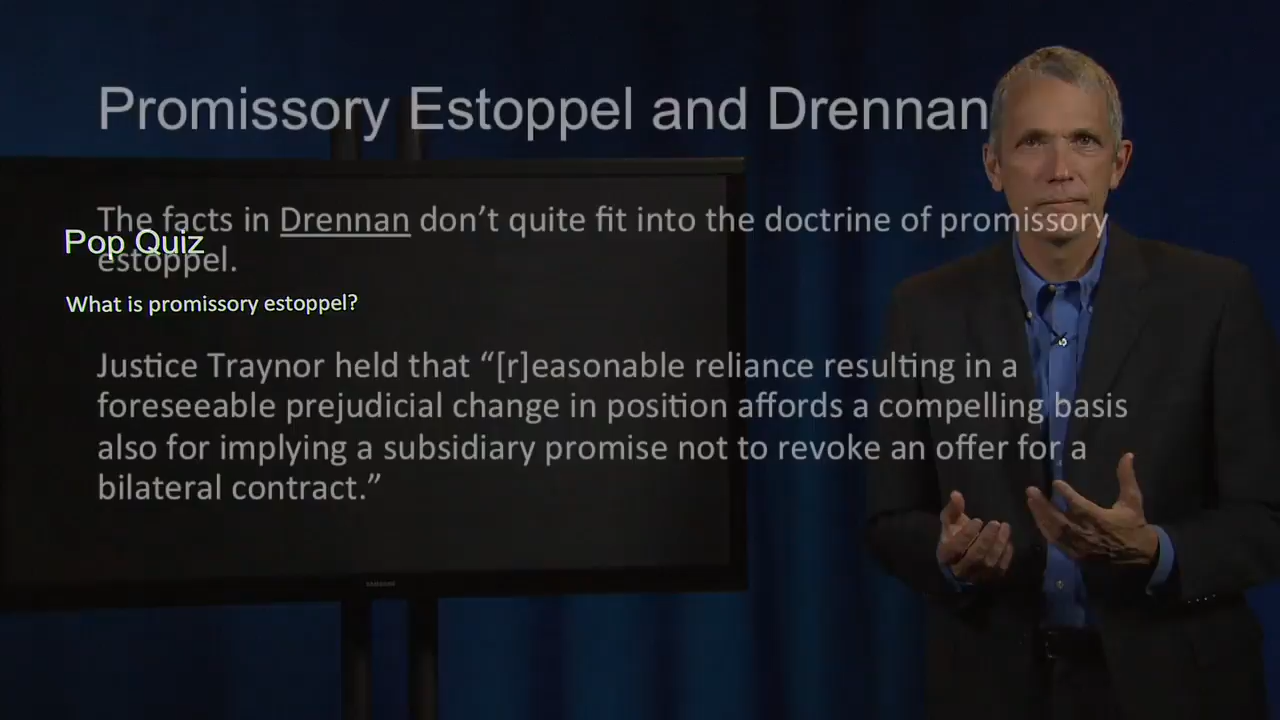 Promissory Estoppel and Drennan
The facts in Drennan don’t quite fit into the doctrine of promissory
estoppel.
Pop Quiz
What is promissory estoppel?
Justice Traynor held that “[r]easonable reliance resulting in a
foreseeable prejudicial change in position affords a compelling basis
also for implying a subsidiary promise not to revoke an offer for a
bilateral contract.”
SAMSUNG